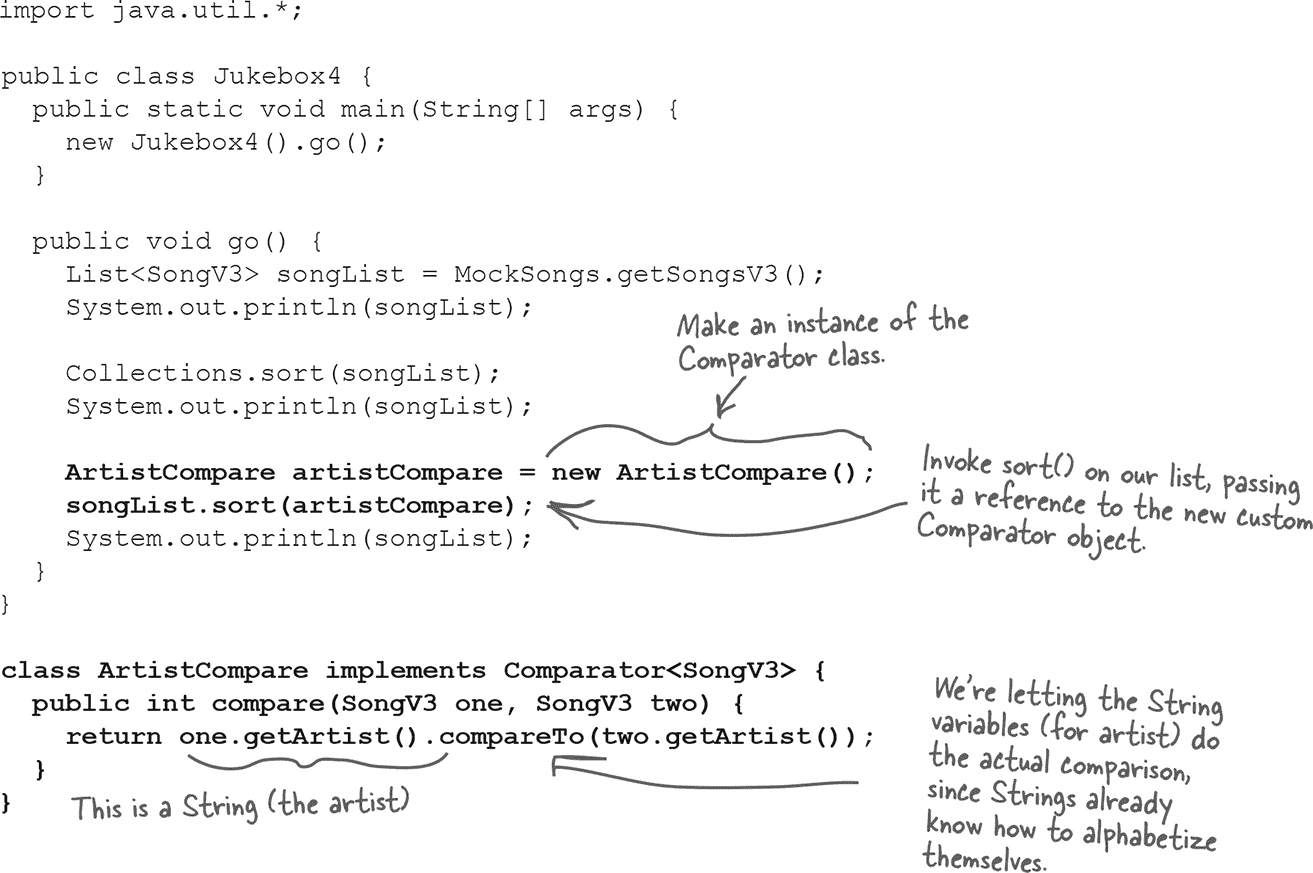 import java.util.*;
public class Jukebox4 {
public static void main(String[] args) {
new Jukebox4().go();
}
public void go() {
List<SongV3> songList = MockSongs.getSongsV3();
System.out.println(songList);
Make an instance of the
Comparator class.
Collections.sort(songList);
System.out.println(songList);
ArtistCompare artistCompare = new ArtistCompare();
songList.sort(artistCompare);
System.out.println(songList);
Invoke sort() on our list, passing
it a reference to the new custom
Comparator object.
}
}
class ArtistCompare implements Comparator<SongV3> {
public int compare(SongV3 one, SongV3 two) {
return one.getArtist().compareTo(two.getArtist());
}
}
This is a String (the artist)
We're letting the String
variables (for artist) do
the actual comparison,
since Strings already
know how to alphabetize
themselves.